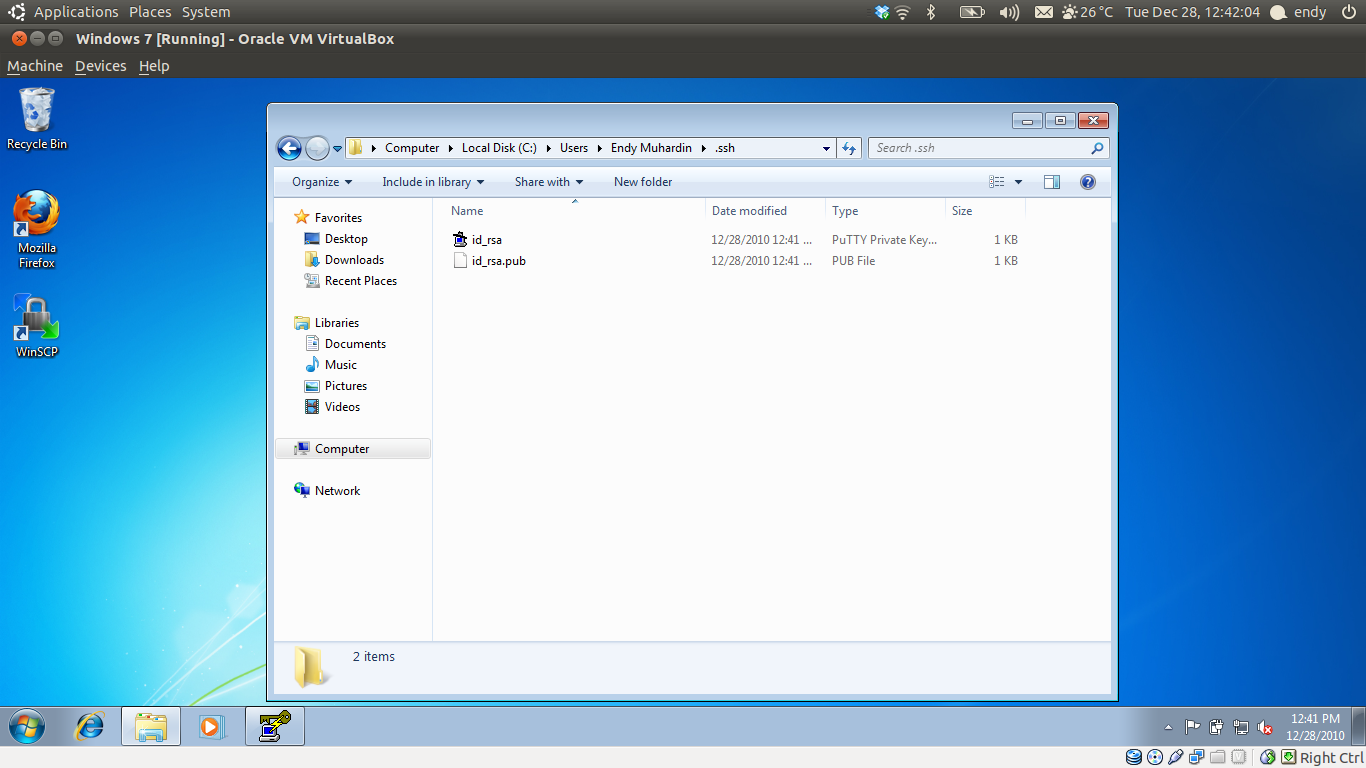 Applications Places System 26 °C Tue Dec 28, 12:42:04 endy
Windows 7 [Running] - Oracle VM VirtualBox
Machine Devices Help
Recycle Bin
Mozilla
Firefox
WinSCP
Computer Local Disk (C:) Users Endy Muhardin .ssh Search .ssh
Organize Include in library Share with New folder
Favorites
Desktop
Downloads
Recent Places
Libraries
Documents
Music
Pictures
Videos
Computer
Network
Name Date modified Type Size
id_rsa 12/28/2010 12:41 ... PuTTY Private Key... 1 KB
id_rsa.pub 12/28/2010 12:41 ... PUB File 1 KB
2 items
12:41 PM
12/28/2010
Right Ctrl